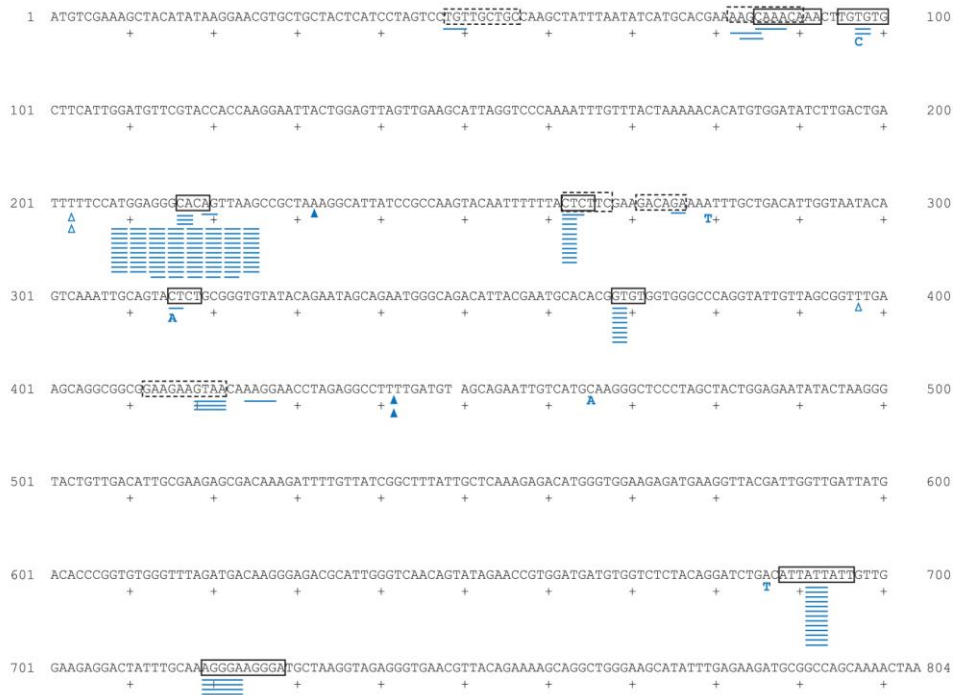 1 ATGTCGAAAGCTACATATAAGGAACGTGCTGCTACTCATCCTAGTCCTGTTGCTGCCAAGCTATTTAATATCATGCACGAAAAGCAAACAAACTTGTGTG 100
+ + + + + + + + + +
C
101 CTTCATTGGATGTTCGTACCACCAAGGAATTACTGGAGTTAGTTGAAGCATTAGGTCCCAAAATTTGTTTACTAAAAACACATGTGGATATCTTGACTGA 200
+ + + + + + + + + +
201 TTTTTCCATGGAGGGCACAGTTAAGCCGCTAAAGGCATTATCCGCCAAGTACAATTTTTTACTCTTCGAAGACAGAAAATTTGCTGACATTGGTAATACA 300
+ + + + + + + + + +
T
301 GTCAAATTGCAGTACTCTGCGGGTGTATACAGAATAGCAGAATGGGCAGACATTACGAATGCACACGGTGTGGTGGGCCCAGGTATTGTTAGCGGTTTGA 400
+ + + + + + + + + +
A
401 AGCAGGCGGCGGAAGAAGTAACAAAGGAACCTAGAGGCCTTTTGATGT AGCAGAATTGTCATGCAAGGGCTCCCTAGCTACTGGAGAATATACTAAGGG 500
+ + + + + + + + + +
A
501 TACTGTTGACATTGCGAAGAGCGACAAAGATTTTGTTATCGGCTTTATTGCTCAAAGAGACATGGGTGGAAGAGATGAAGGTTACGATTGGTTGATTATG 600
+ + + + + + + + + +
601 ACACCCGGTGTGGGTTTAGATGACAAGGGAGACGCATTGGGTCAACAGTATAGAACCGTGGATGATGTGGTCTCTACAGGATCTGACATTATTATTGTTG 700
+ + + + + + + + + +
T
701 GAAGAGGACTATTTGCAAAGGGAAGGGATGCTAAGGTAGAGGGTGAACGTTACAGAAAAGCAGGCTGGGAAGCATATTTGAGAAGATGCGGCCAGCAAAACTAA 804
+ + + + + + + + + +